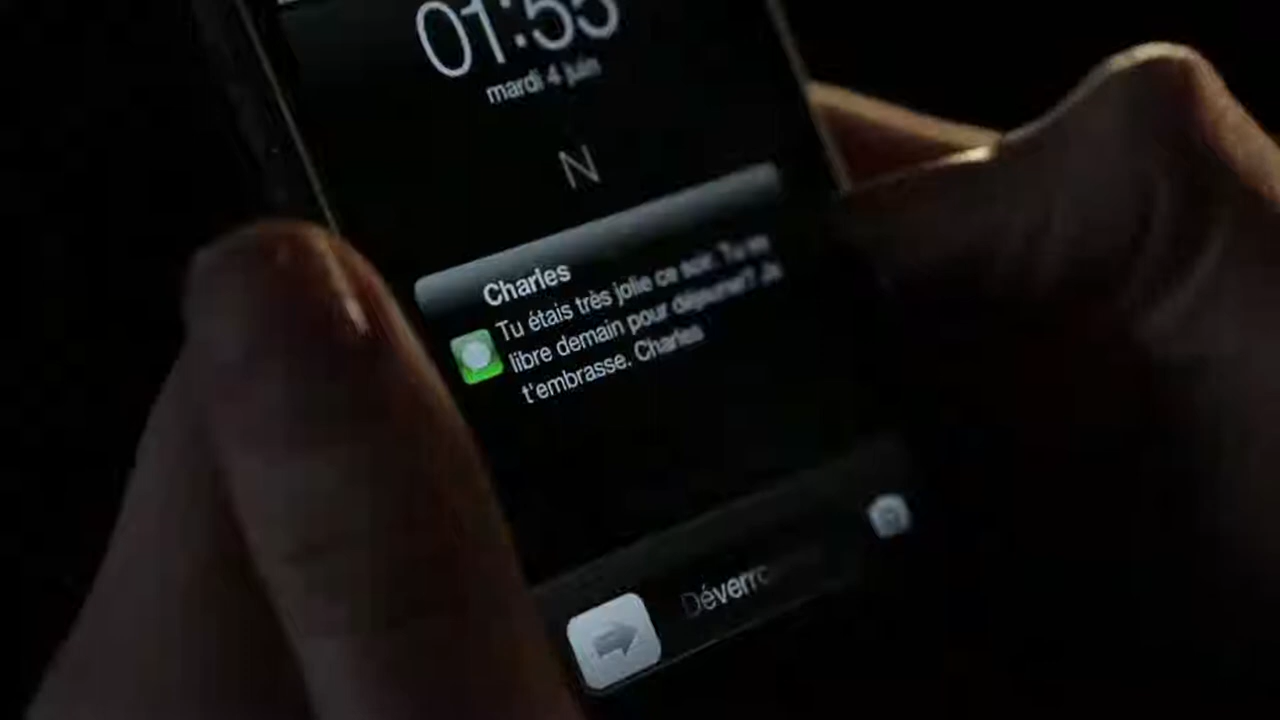 01:55
mardi 4 juin
N
Charles
Tu étais très jolie ce soir. Tu es
libre demain pour déjeuner? Je
t'embrasse. Charles
Déverro